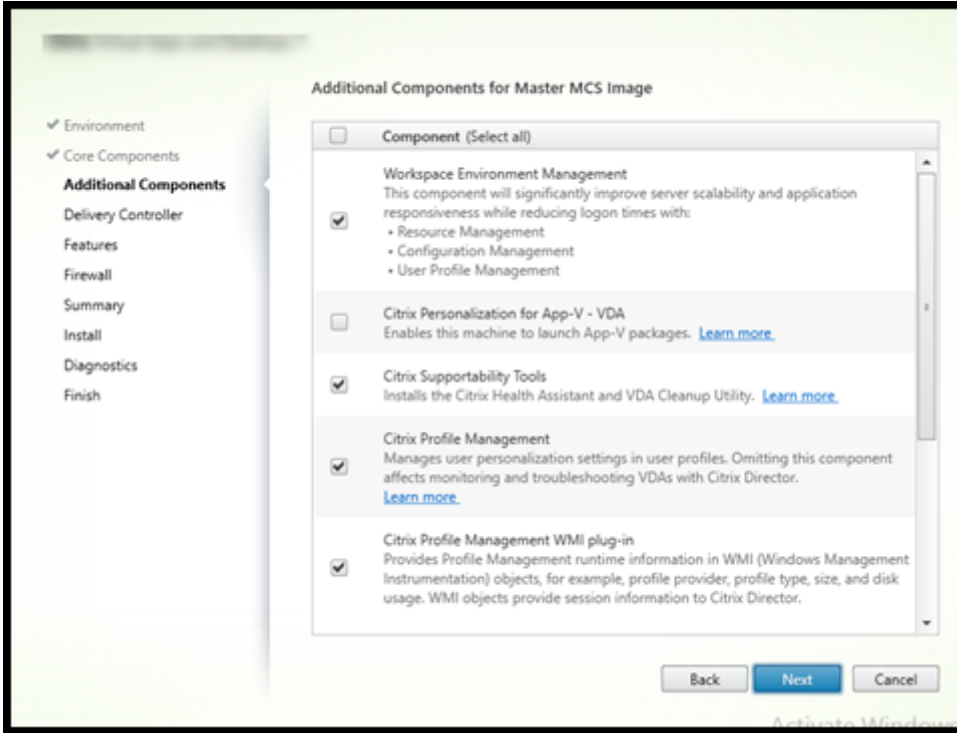 Additional Components for Master MCS Image
Environment
Core Components
Additional Components
Delivery Controller
Features
Firewall
Summary
Install
Diagnostics
Finish
Component (Select all)
Workspace Environment Management
This component will significantly improve server scalability and application
responsiveness while reducing logon times with:
• Resource Management
• Configuration Management
• User Profile Management
Citrix Personalization for App-V - VDA
Enables this machine to launch App-V packages. Learn more
Citrix Supportability Tools
Installs the Citrix Health Assistant and VDA Cleanup Utility. Learn more
Citrix Profile Management
Manages user personalization settings in user profiles. Omitting this component
affects monitoring and troubleshooting VDAs with Citrix Director.
Learn more
Citrix Profile Management WMI plug-in
Provides Profile Management runtime information in WMI (Windows Management
Instrumentation) objects, for example, profile provider, profile type, size, and disk
usage. WMI objects provide session information to Citrix Director.
Back Next Cancel
Activate Windows